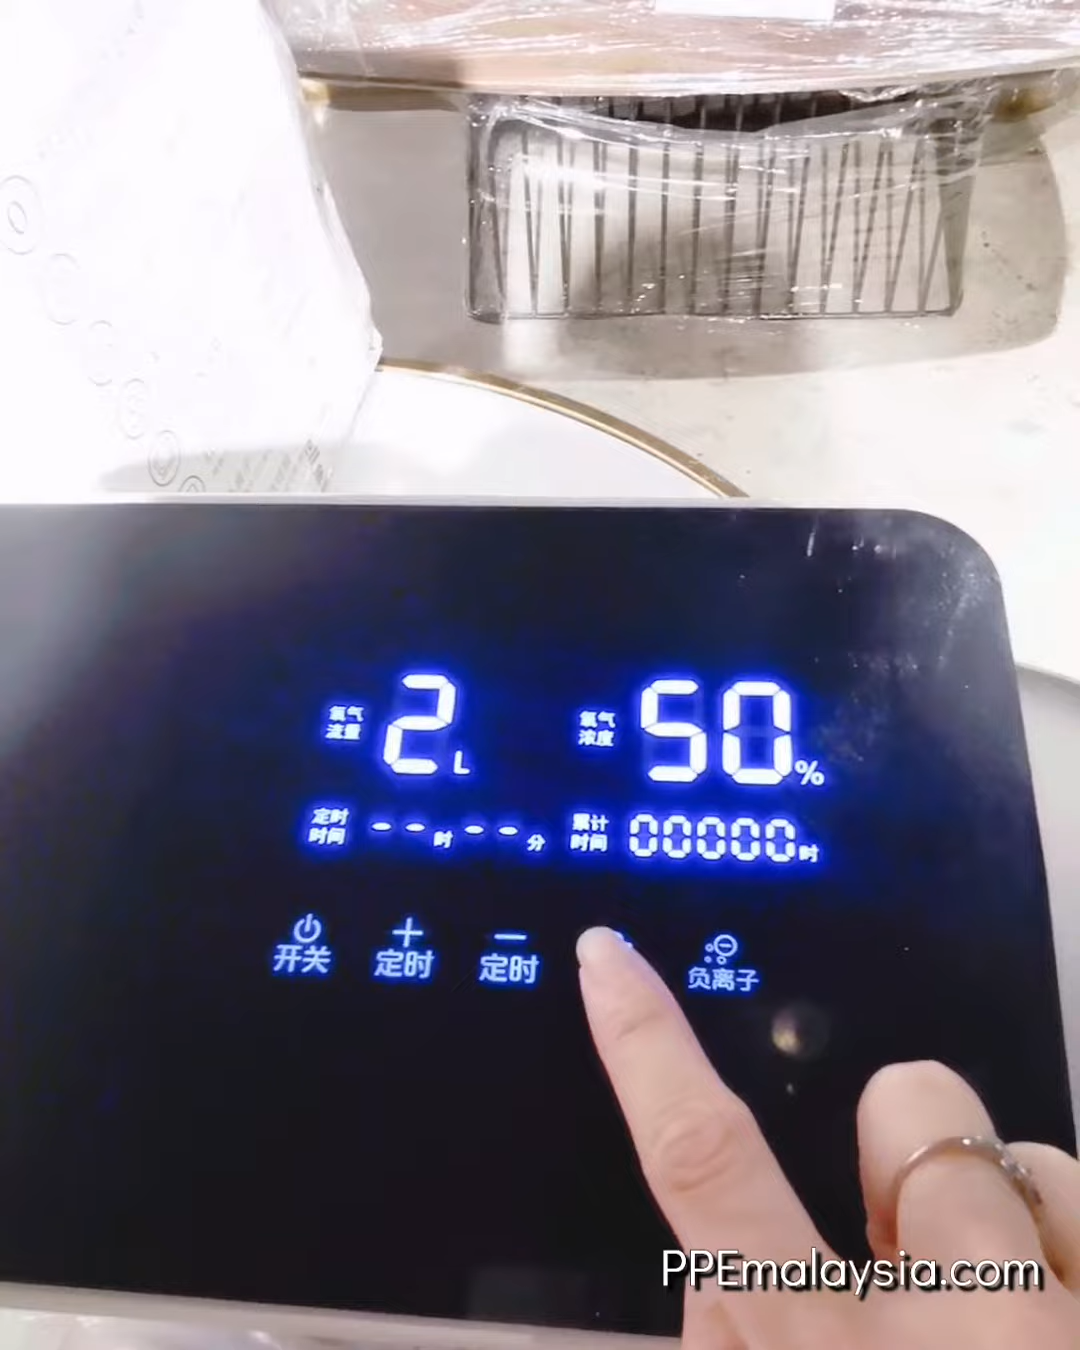 氧气 2 L 氧气 50 %
流量 浓度
定时 -- 时 -- 分 累计 00000 时
时间 时间
开关 定时 定时 负离子
PPEmalaysia.com